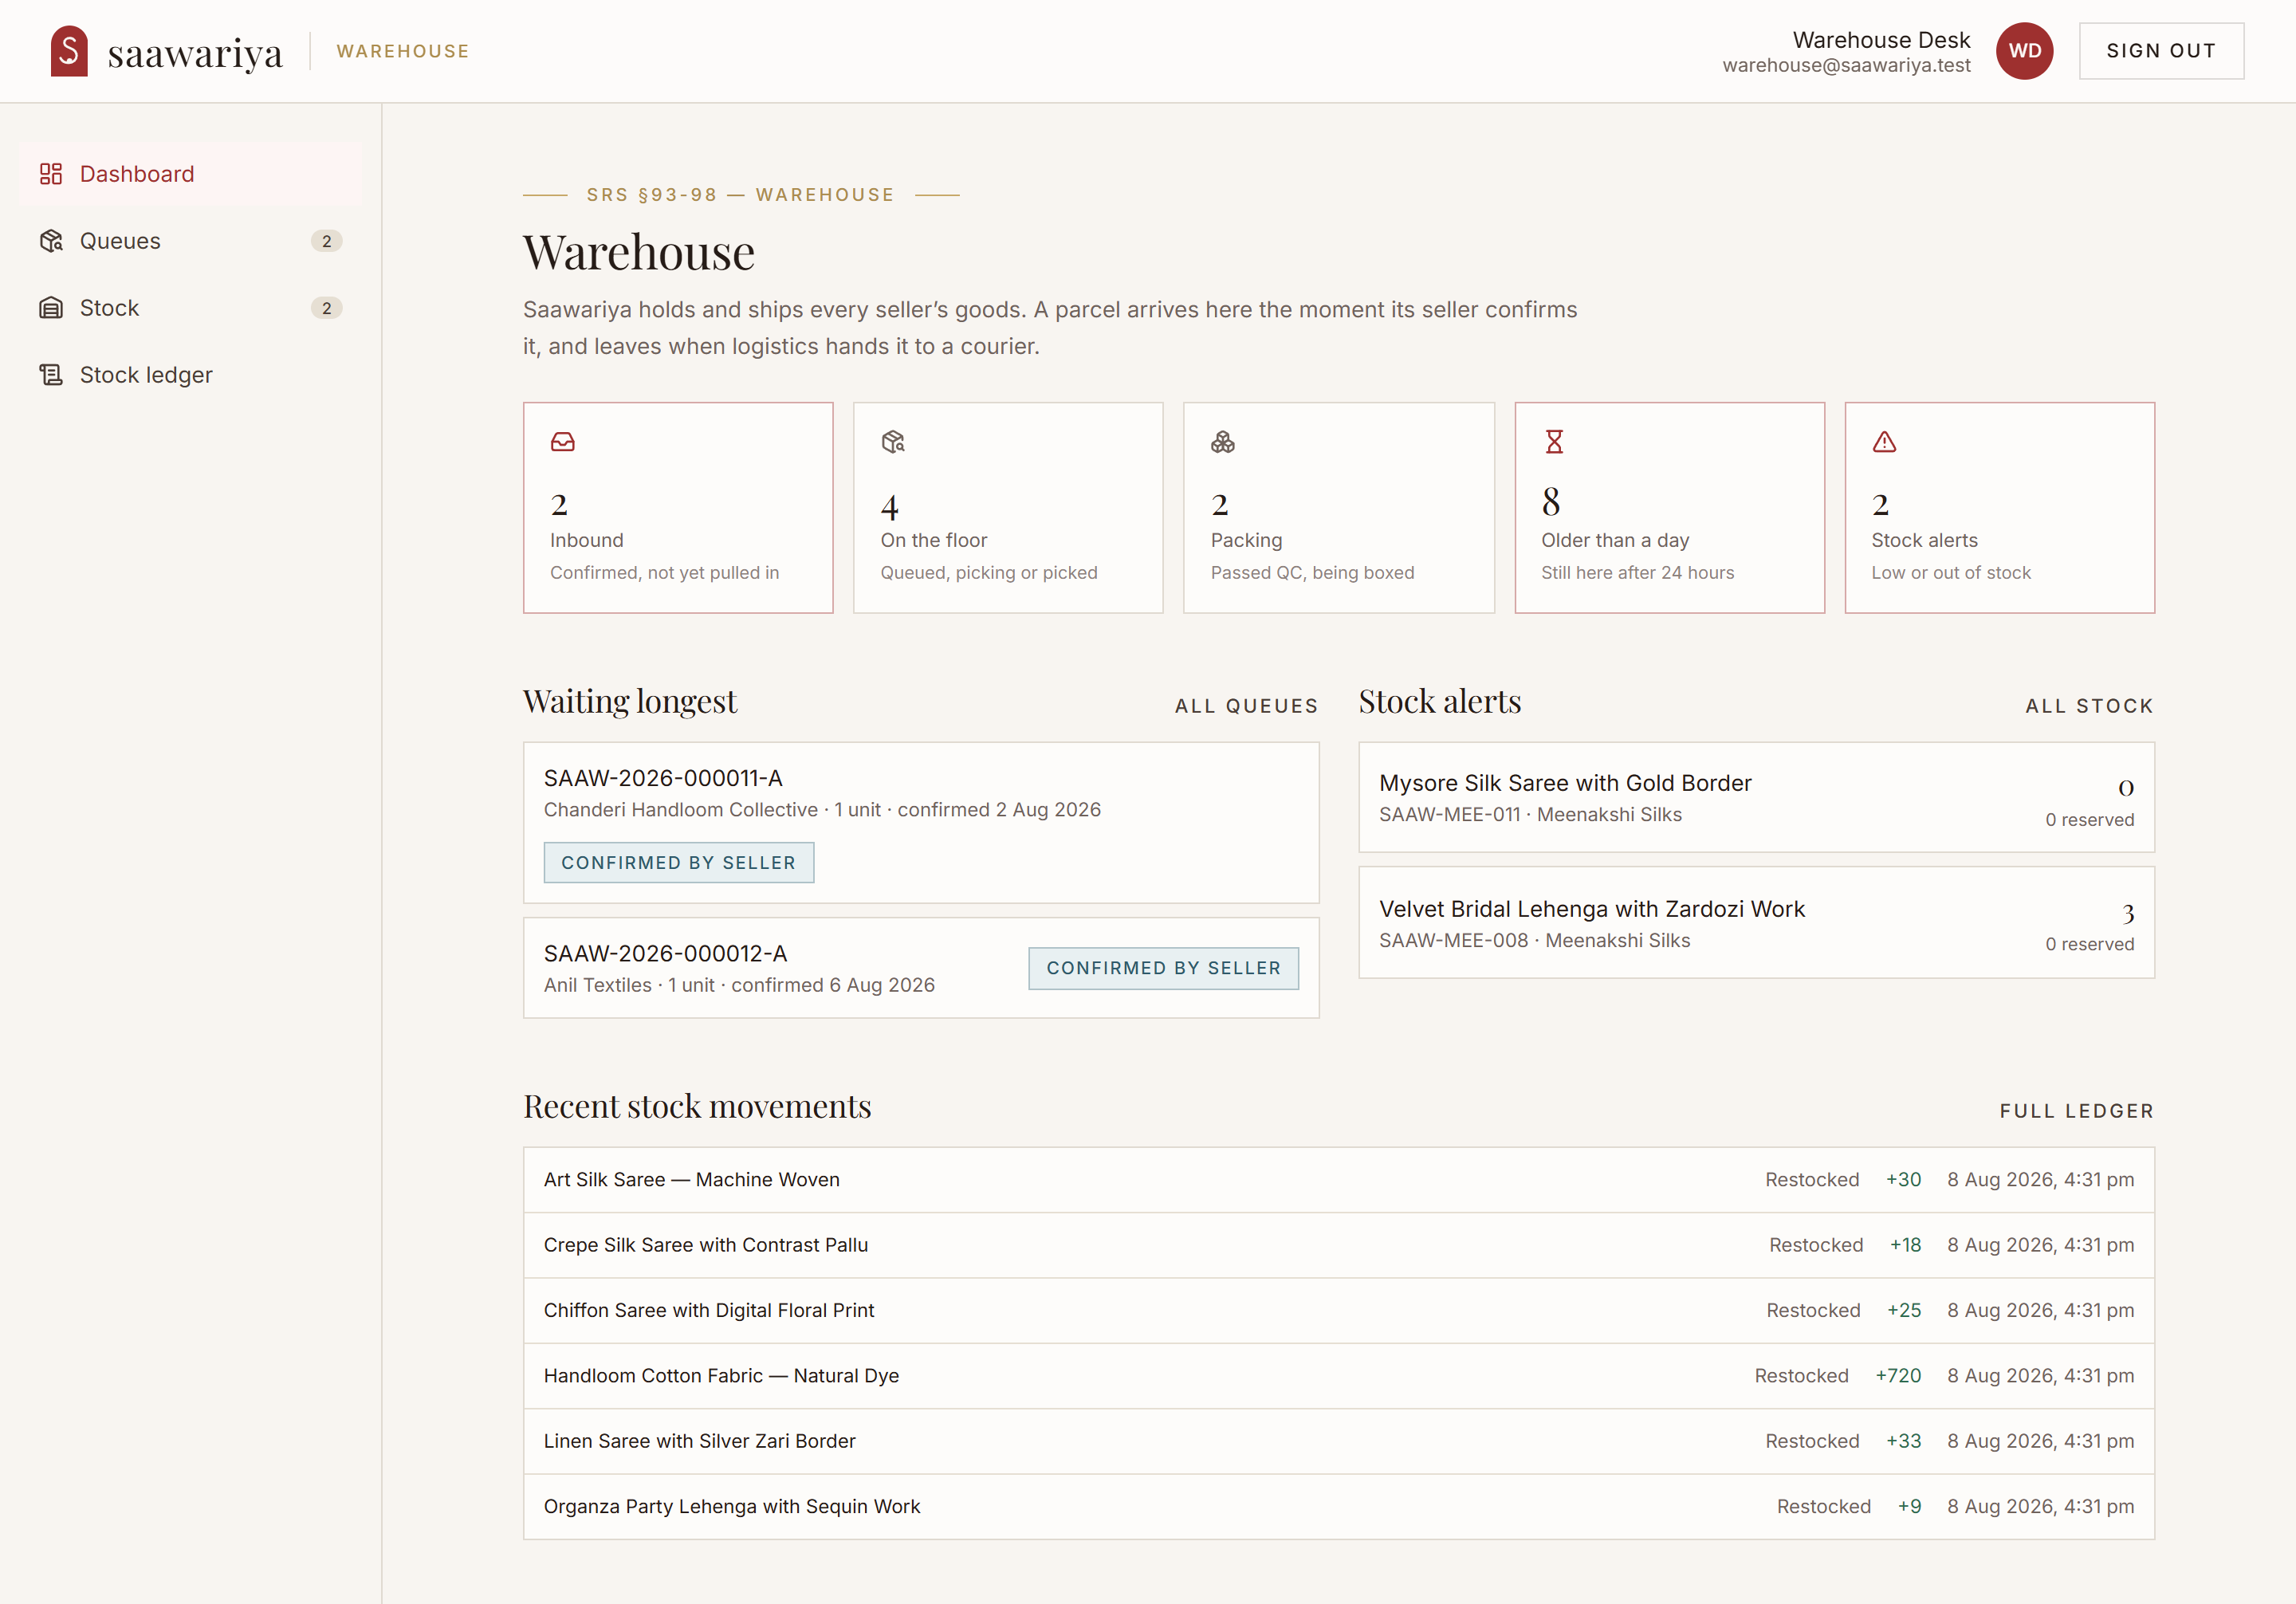 saawariya
WAREHOUSE
Warehouse Desk
warehouse@saawariya.test
WD
SIGN OUT
Dashboard
Queues 2
Stock 2
Stock ledger
SRS §93-98 — WAREHOUSE
Warehouse
Saawariya holds and ships every seller’s goods. A parcel arrives here the moment its seller confirms
it, and leaves when logistics hands it to a courier.
2
Inbound
Confirmed, not yet pulled in
4
On the floor
Queued, picking or picked
2
Packing
Passed QC, being boxed
8
Older than a day
Still here after 24 hours
2
Stock alerts
Low or out of stock
Waiting longest ALL QUEUES
SAAW-2026-000011-A
Chanderi Handloom Collective · 1 unit · confirmed 2 Aug 2026
CONFIRMED BY SELLER
SAAW-2026-000012-A
Anil Textiles · 1 unit · confirmed 6 Aug 2026
CONFIRMED BY SELLER
Stock alerts ALL STOCK
Mysore Silk Saree with Gold Border
SAAW-MEE-011 · Meenakshi Silks
0
0 reserved
Velvet Bridal Lehenga with Zardozi Work
SAAW-MEE-008 · Meenakshi Silks
3
0 reserved
Recent stock movements FULL LEDGER
Art Silk Saree — Machine Woven Restocked +30 8 Aug 2026, 4:31 pm
Crepe Silk Saree with Contrast Pallu Restocked +18 8 Aug 2026, 4:31 pm
Chiffon Saree with Digital Floral Print Restocked +25 8 Aug 2026, 4:31 pm
Handloom Cotton Fabric — Natural Dye Restocked +720 8 Aug 2026, 4:31 pm
Linen Saree with Silver Zari Border Restocked +33 8 Aug 2026, 4:31 pm
Organza Party Lehenga with Sequin Work Restocked +9 8 Aug 2026, 4:31 pm